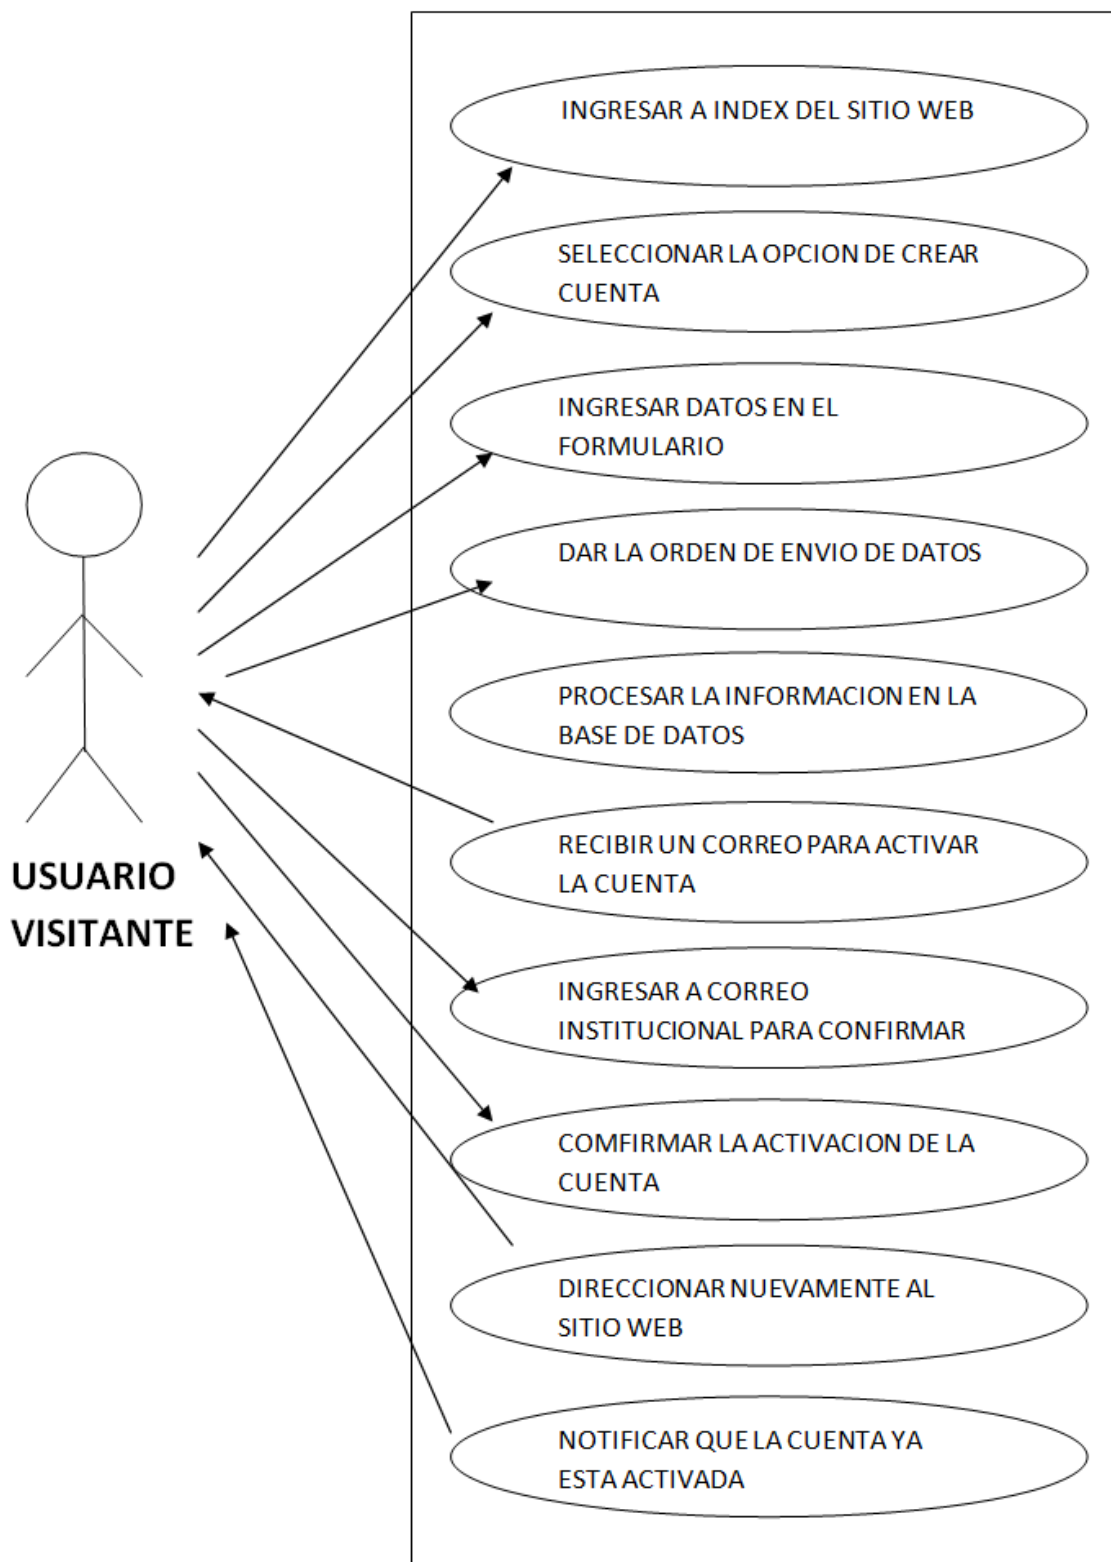 INGRESAR A INDEX DEL SITIO WEB
SELECCIONAR LA OPCION DE CREAR
CUENTA
INGRESAR DATOS EN EL
FORMULARIO
DAR LA ORDEN DE ENVIO DE DATOS
PROCESAR LA INFORMACION EN LA
BASE DE DATOS
RECIBIR UN CORREO PARA ACTIVAR
LA CUENTA
USUARIO
VISITANTE
INGRESAR A CORREO
INSTITUCIONAL PARA CONFIRMAR
COMFIRMAR LA ACTIVACION DE LA
CUENTA
DIRECCIONAR NUEVAMENTE AL
SITIO WEB
NOTIFICAR QUE LA CUENTA YA
ESTA ACTIVADA